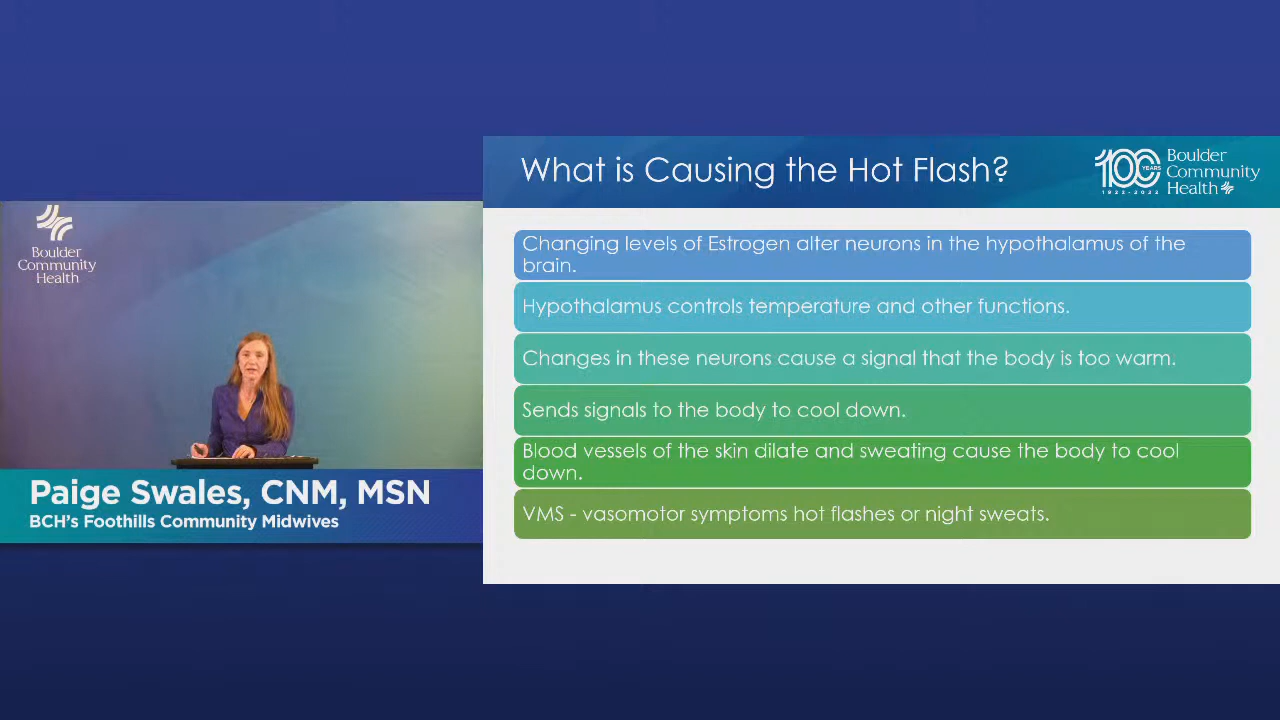 Boulder
Community
Health
Paige Swales, CNM, MSN
BCH's Foothills Community Midwives
What is Causing the Hot Flash?
100
YEARS
1922-2022
Boulder
Community
Health
Changing levels of Estrogen alter neurons in the hypothalamus of the
brain.
Hypothalamus controls temperature and other functions.
Changes in these neurons cause a signal that the body is too warm.
Sends signals to the body to cool down.
Blood vessels of the skin dilate and sweating cause the body to cool
down.
VMS - vasomotor symptoms hot flashes or night sweats.